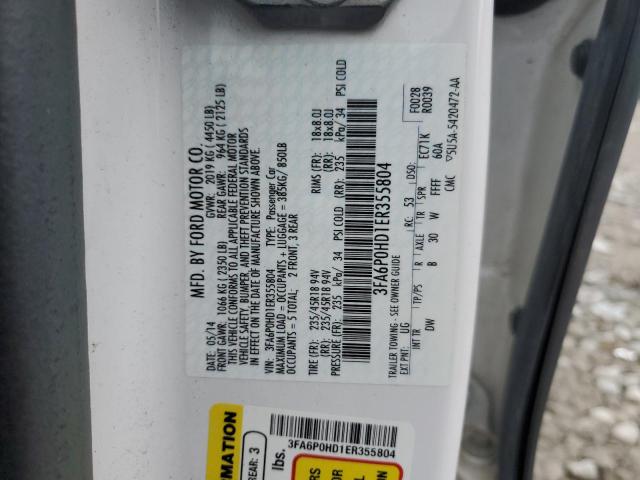 MFD. BY FORD MOTOR CO.
DATE: 05/14 GVWR: 2019 KG ( 4450 LB)
FRONT GAWR: 1066 KG ( 2350 LB) REAR GAWR: 964 KG ( 2125 LB)
THIS VEHICLE CONFORMS TO ALL APPLICABLE FEDERAL MOTOR
VEHICLE SAFETY, BUMPER, AND THEFT PREVENTION STANDARDS
IN EFFECT ON THE DATE OF MANUFACTURE SHOWN ABOVE.
VIN: 3FA6P0HD1ER355804 TYPE: Passenger Car
MAXIMUM LOAD = OCCUPANTS + LUGGAGE = 385KG/ 850LB
OCCUPANTS = 5 TOTAL; 2 FRONT, 3 REAR
TIRE (FR): 235/45R18 94V RIMS (FR): 18x8.0J
(RR): 235/45R18 94V (RR): 18x8.0J
PRESSURE (FR): 235 kPa/ 34 PSI COLD (RR): 235 kPa/ 34 PSI COLD
3FA6P0HD1ER355804
TRAILER TOWING - SEE OWNER GUIDE
F0028
EXT PNT: UG RC: 53 DSO: R0039
INT TR TP/PS R AXLE TR SPR EC71K
DW B 30 W FFFF 60A
CMC 5U5A-5420472-AA
RMATION
REAR: 3
lbs.
3FA6P0HD1ER355804